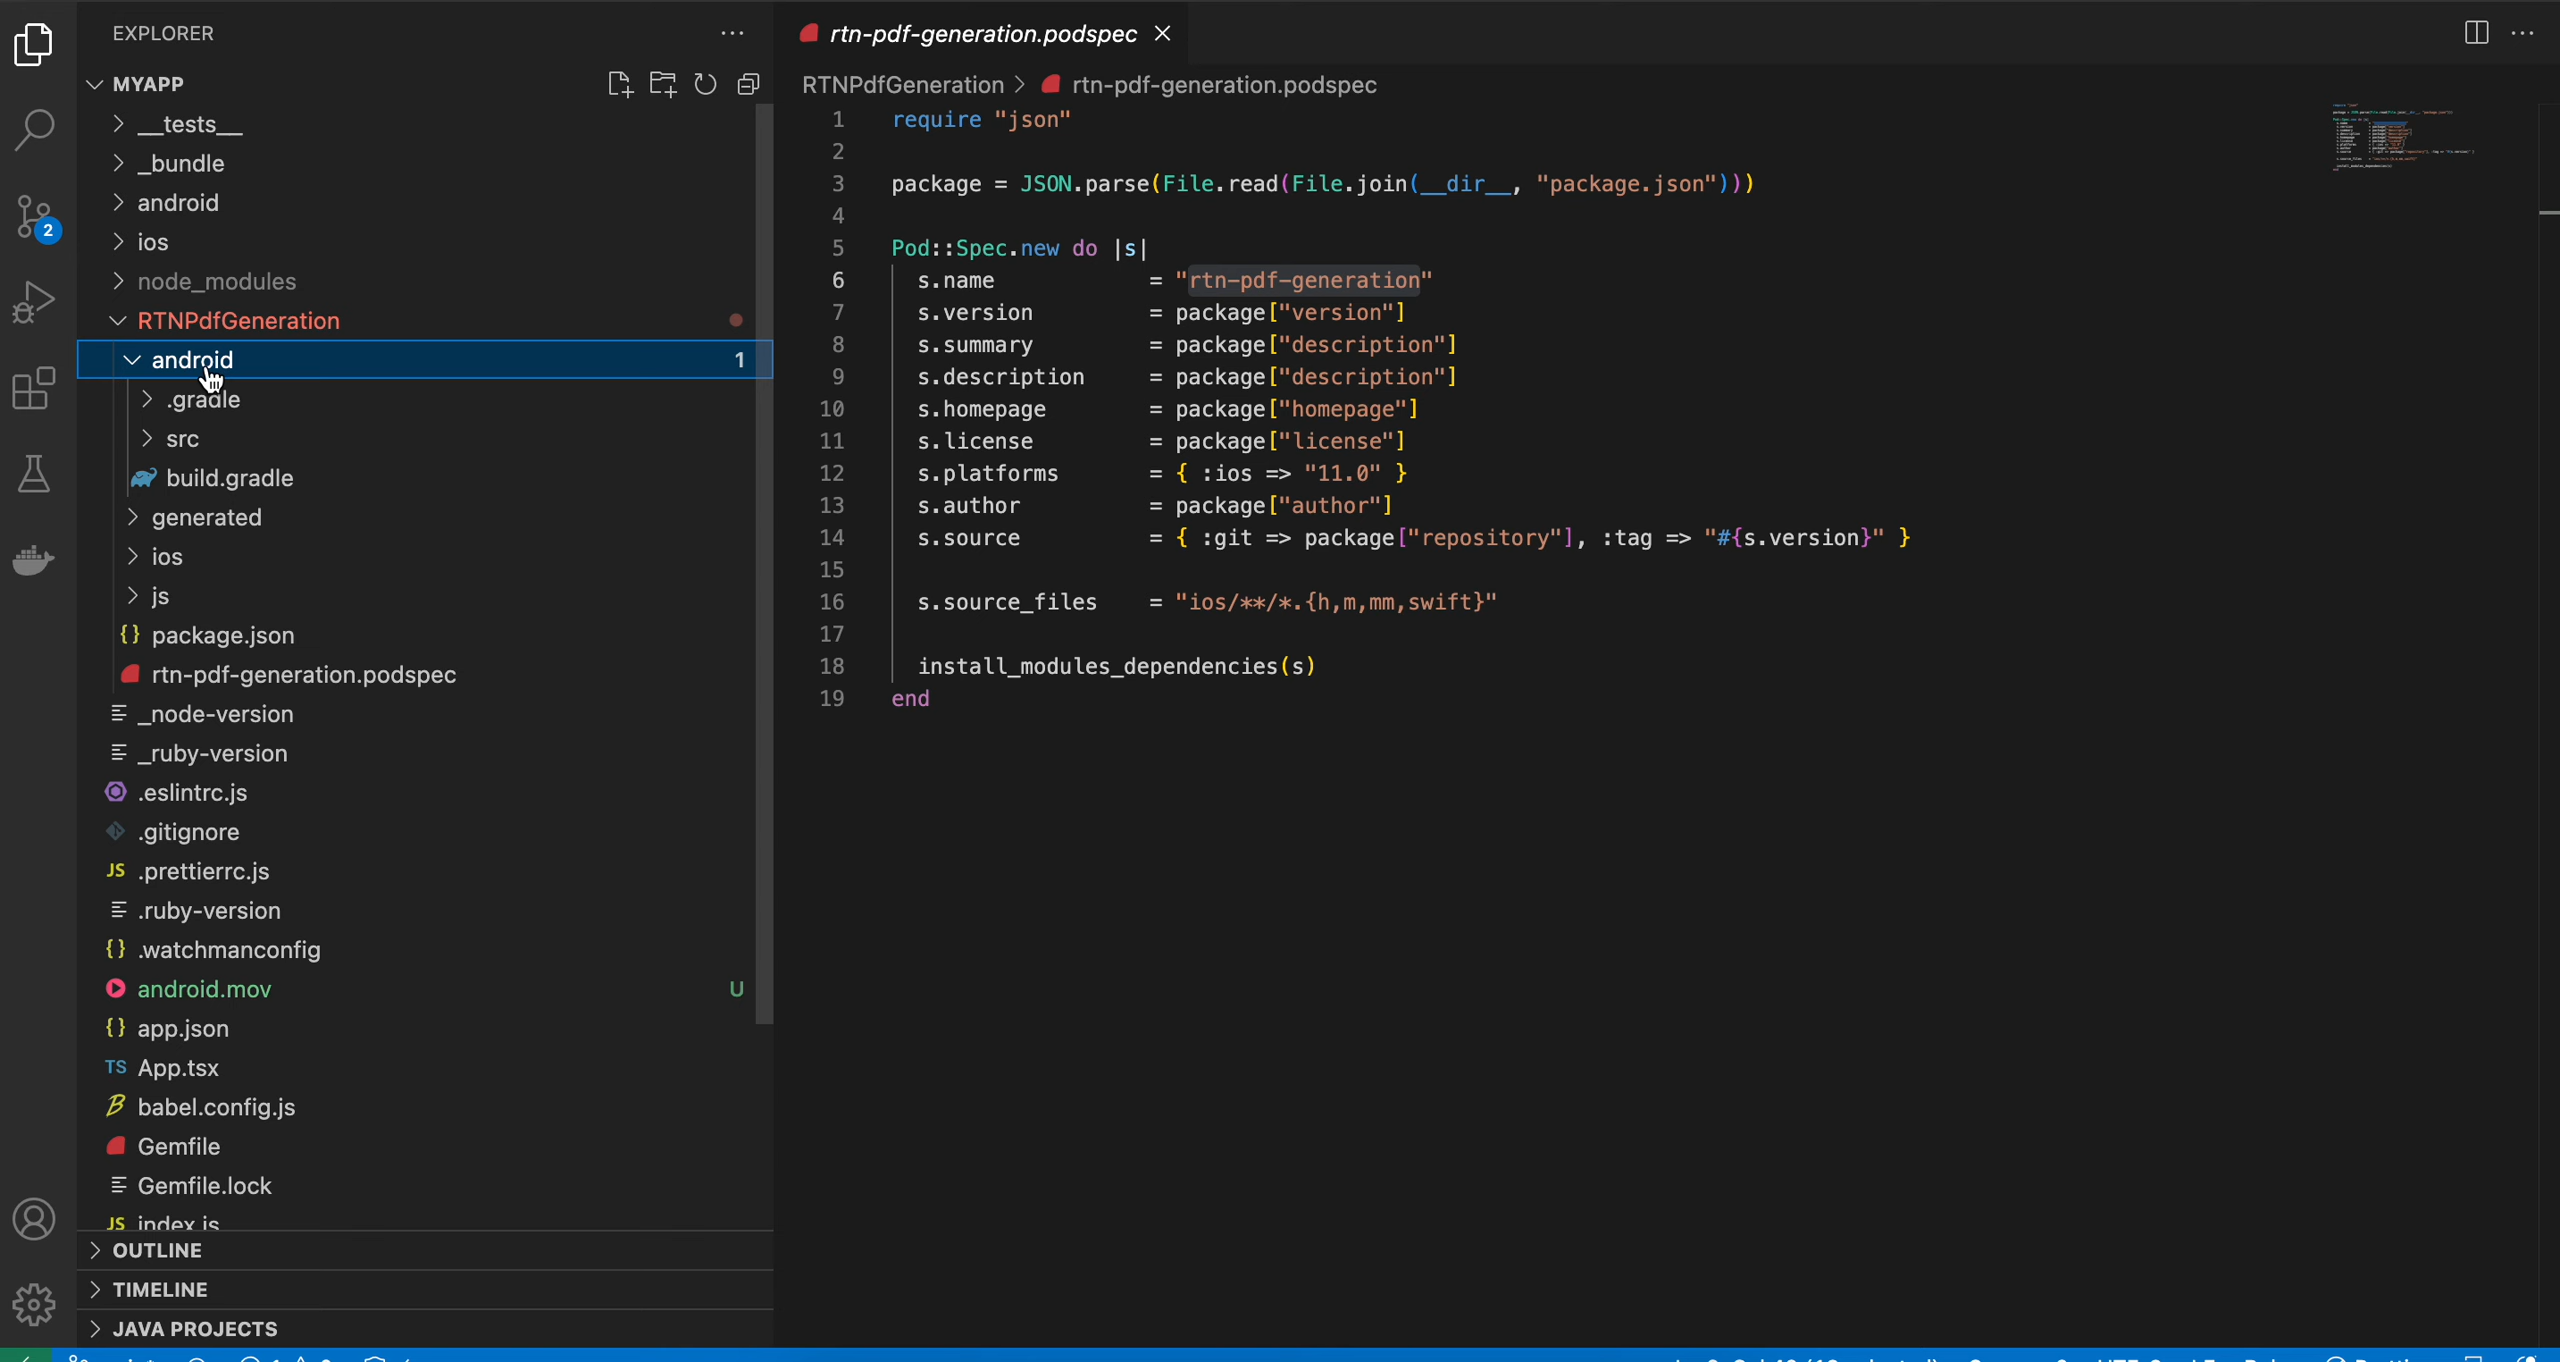 EXPLORER
MYAPP
__tests__
_bundle
android
ios
node_modules
RTNPdfGeneration
android 1
.gradle
src
build.gradle
generated
ios
js
{} package.json
rtn-pdf-generation.podspec
_node-version
_ruby-version
.eslintrc.js
.gitignore
JS .prettierrc.js
.ruby-version
{} .watchmanconfig
android.mov U
{} app.json
TS App.tsx
babel.config.js
Gemfile
Gemfile.lock
JS index.js
OUTLINE
TIMELINE
JAVA PROJECTS
2
rtn-pdf-generation.podspec
RTNPdfGeneration > rtn-pdf-generation.podspec
1 require "json"
2
3 package = JSON.parse(File.read(File.join(__dir__, "package.json")))
4
5 Pod::Spec.new do |s|
6 s.name = "rtn-pdf-generation"
7 s.version = package["version"]
8 s.summary = package["description"]
9 s.description = package["description"]
10 s.homepage = package["homepage"]
11 s.license = package["license"]
12 s.platforms = { :ios => "11.0" }
13 s.author = package["author"]
14 s.source = { :git => package["repository"], :tag => "#{s.version}" }
15
16 s.source_files = "ios/**/*.{h,m,mm,swift}"
17
18 install_modules_dependencies(s)
19 end